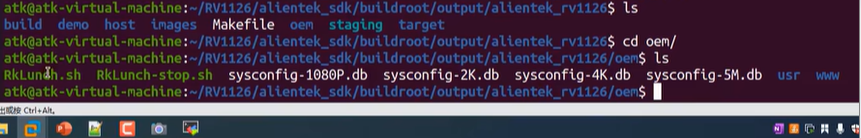 atk@atk-virtual-machine:~/RV1126/alientek_sdk/buildroot/output/alientek_rv1126$ ls
build demo host images Makefile oem staging target
atk@atk-virtual-machine:~/RV1126/alientek_sdk/buildroot/output/alientek_rv1126$ cd oem/
atk@atk-virtual-machine:~/RV1126/alientek_sdk/buildroot/output/alientek_rv1126/oem$ ls
RkLunch.sh RkLunch-stop.sh sysconfig-1080P.db sysconfig-2K.db sysconfig-4K.db sysconfig-5M.db usr www
atk@atk-virtual-machine:~/RV1126/alientek_sdk/buildroot/output/alientek_rv1126/oem$
出或按 Ctrl+Alt。